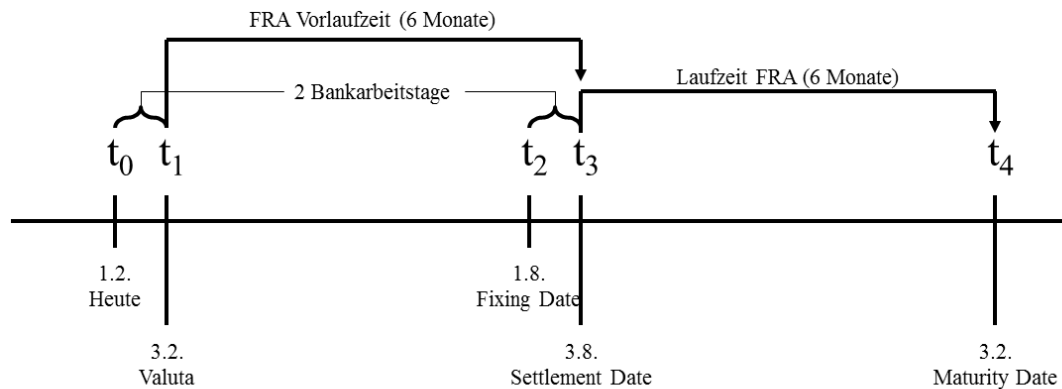 FRA Vorlaufzeit (6 Monate)
Laufzeit FRA (6 Monate)
2 Bankarbeitstage
t0 t1 t2 t3 t4
1.2. 1.8.
Heute Fixing Date
3.2. 3.8. 3.2.
Valuta Settlement Date Maturity Date